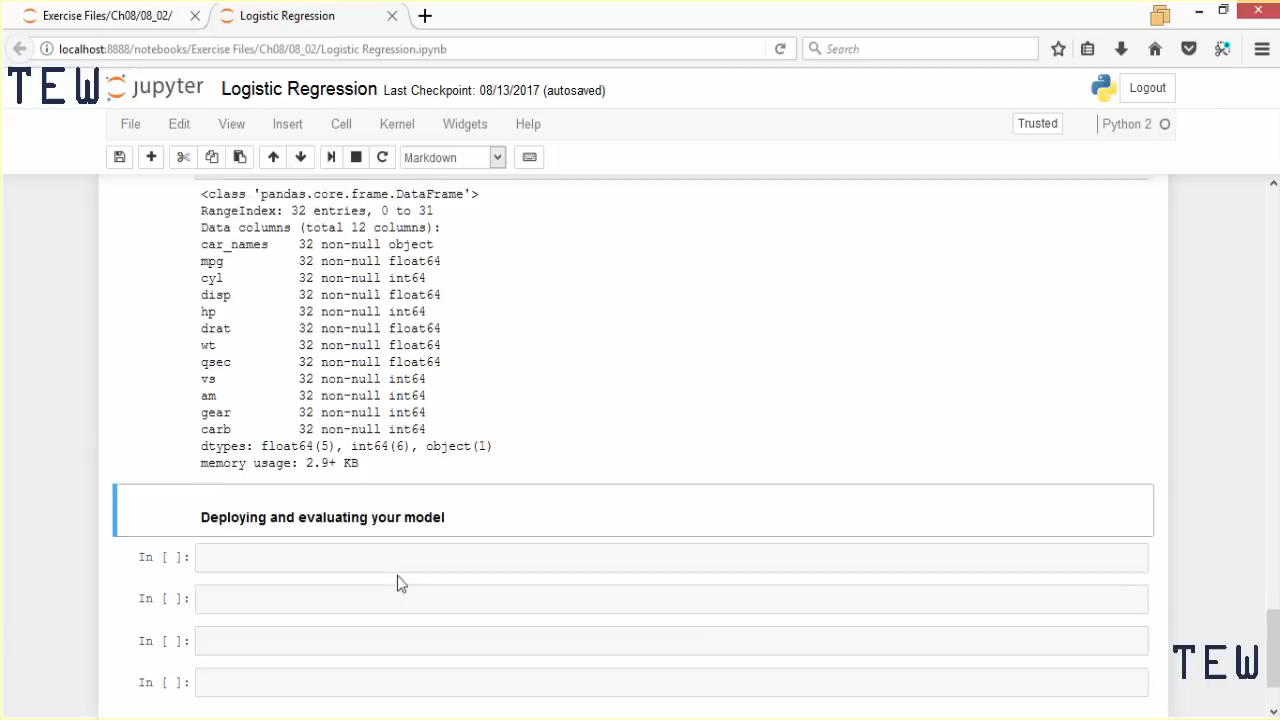 Exercise Files/Ch08/08_02/
Logistic Regression
localhost:8888/notebooks/Exercise Files/Ch08/08_02/Logistic Regression.ipynb
Search
TEW
jupyter
Logistic Regression Last Checkpoint: 08/13/2017 (autosaved)
Logout
File Edit View Insert Cell Kernel Widgets Help
Trusted
Python 2
Markdown
<class 'pandas.core.frame.DataFrame'>
RangeIndex: 32 entries, 0 to 31
Data columns (total 12 columns):
car_names 32 non-null object
mpg 32 non-null float64
cyl 32 non-null int64
disp 32 non-null float64
hp 32 non-null int64
drat 32 non-null float64
wt 32 non-null float64
qsec 32 non-null float64
vs 32 non-null int64
am 32 non-null int64
gear 32 non-null int64
carb 32 non-null int64
dtypes: float64(5), int64(6), object(1)
memory usage: 2.9+ KB
Deploying and evaluating your model
In [ ]:
In [ ]:
In [ ]:
TEW
In [ ]: